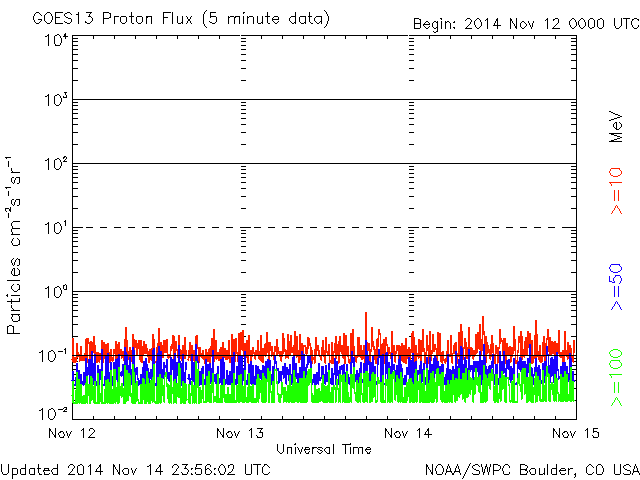 GOES13 Proton Flux (5 minute data)
Begin: 2014 Nov 12 0000 UTC
10⁴
10³
10²
10¹
10⁰
10⁻¹
10⁻²
Particles cm⁻²s⁻¹sr⁻¹
MeV
>=10
>=50
>=100
Nov 12
Nov 13
Nov 14
Nov 15
Universal Time
Updated 2014 Nov 14 23:56:02 UTC
NOAA/SWPC Boulder, CO USA